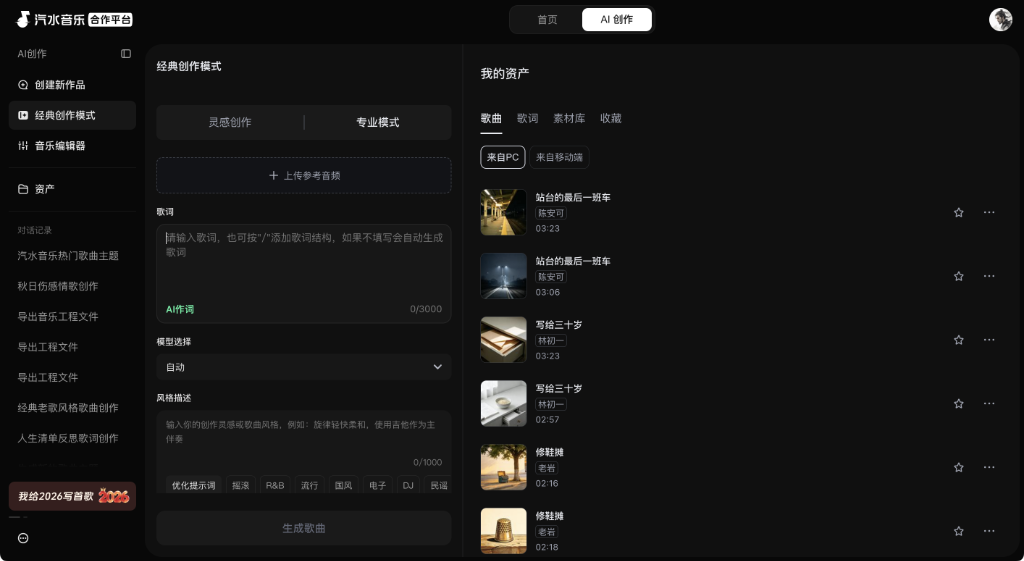 汽水音乐 合作平台
首页
AI 创作
AI创作
创建新作品
经典创作模式
音乐编辑器
资产
对话记录
汽水音乐热门歌曲主题
秋日伤感情歌创作
导出音乐工程文件
导出工程文件
导出工程文件
经典老歌风格歌曲创作
人生清单反思歌词创作
我给2026写首歌 2026
经典创作模式
灵感创作
专业模式
上传参考音频
歌词
请输入歌词，也可按"/"添加歌词结构，如果不填写会自动生成
歌词
AI作词
0/3000
模型选择
自动
风格描述
输入你的创作灵感或歌曲风格，例如：旋律轻快柔和，使用吉他作为主
伴奏
0/1000
优化提示词 摇滚 R&B 流行 国风 电子 DJ 民谣
生成歌曲
我的资产
歌曲 歌词 素材库 收藏
来自PC 来自移动端
站台的最后一班车
陈安可
03:23
站台的最后一班车
陈安可
03:06
写给三十岁
林初一
03:23
写给三十岁
林初一
02:57
修鞋摊
老岩
02:16
修鞋摊
老岩
02:18